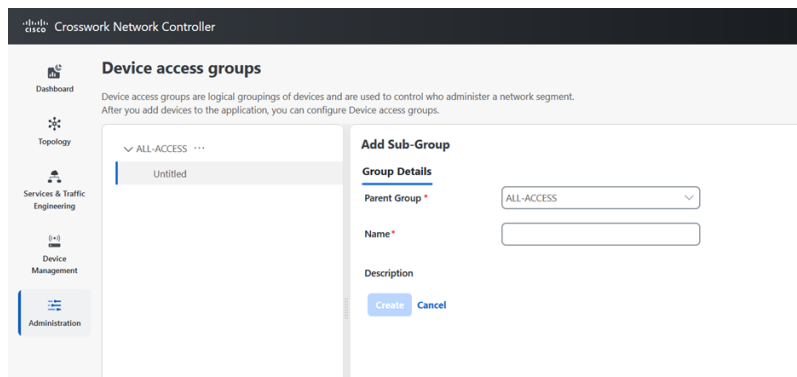 cisco Crosswork Network Controller
Dashboard
Topology
Services & Traffic
Engineering
Device
Management
Administration
Device access groups
Device access groups are logical groupings of devices and are used to control who administer a network segment.
After you add devices to the application, you can configure Device access groups.
ALL-ACCESS ···
Untitled
Add Sub-Group
Group Details
Parent Group * ALL-ACCESS
Name*
Description
Create Cancel